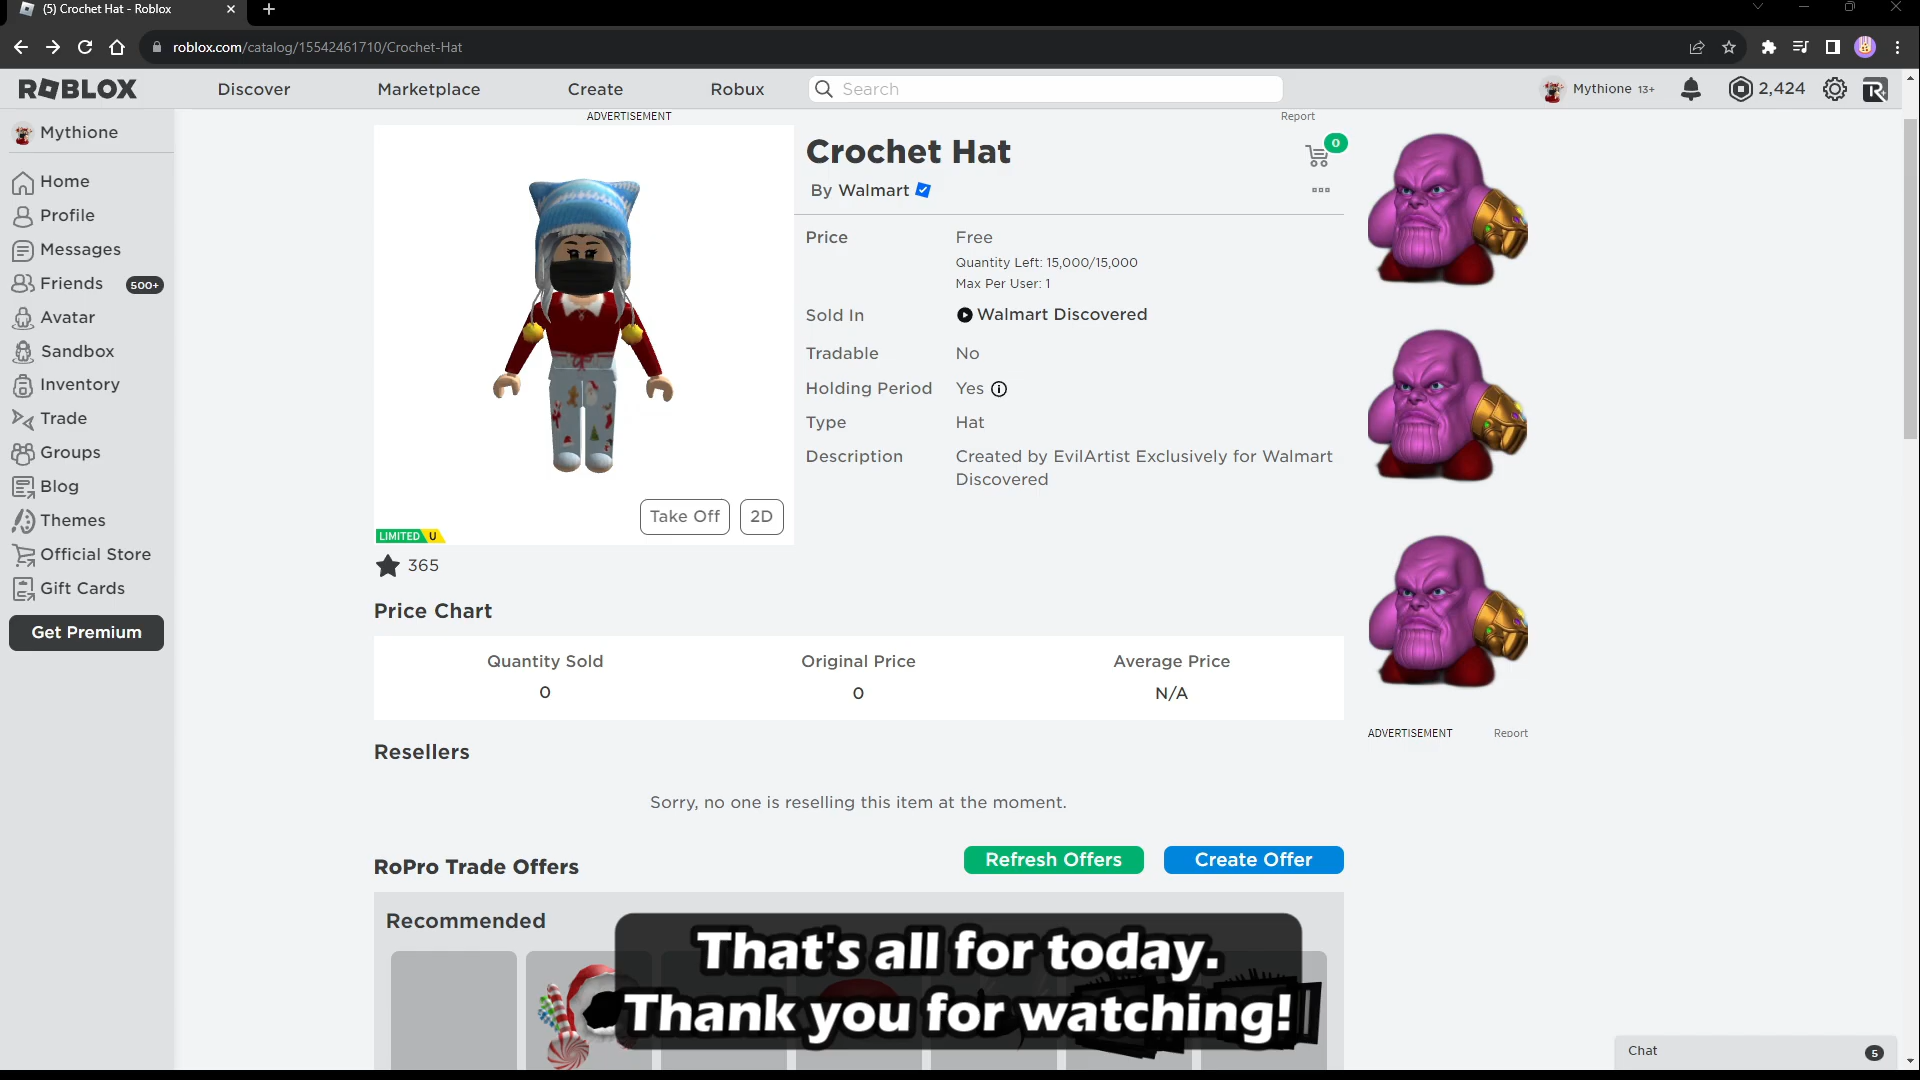 (5) Crochet Hat - Roblox
roblox.com/catalog/15542461710/Crochet-Hat
ROBLOX
Discover
Marketplace
Create
Robux
Search
Mythione 13+
2,424
Mythione
Home
Profile
Messages
Friends 500+
Avatar
Sandbox
Inventory
Trade
Groups
Blog
Themes
Official Store
Gift Cards
Get Premium
ADVERTISEMENT
Report
Crochet Hat
0
By Walmart
Price Free
Quantity Left: 15,000/15,000
Max Per User: 1
Sold In Walmart Discovered
Tradable No
Holding Period Yes
Type Hat
Description Created by EvilArtist Exclusively for Walmart
Discovered
Take Off 2D
LIMITED U
365
Price Chart
Quantity Sold Original Price Average Price
0 0 N/A
ADVERTISEMENT Report
Resellers
Sorry, no one is reselling this item at the moment.
RoPro Trade Offers
Refresh Offers Create Offer
Recommended
That's all for today.
Thank you for watching!
Chat 5